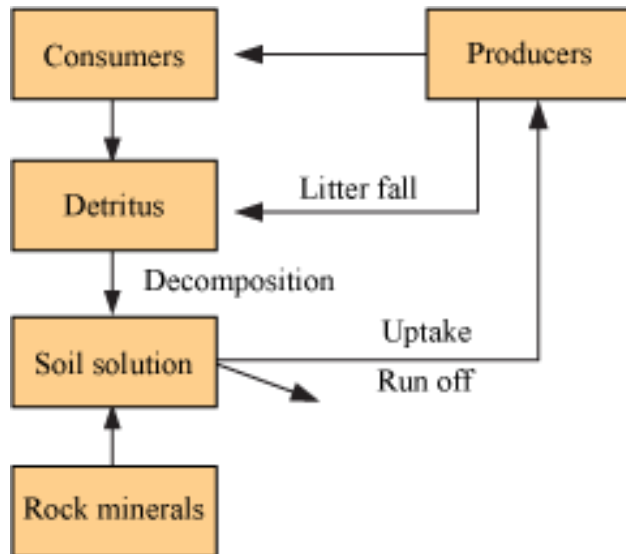 Consumers
Producers
Litter fall
Detritus
Decomposition
Uptake
Soil solution
Run off
Rock minerals